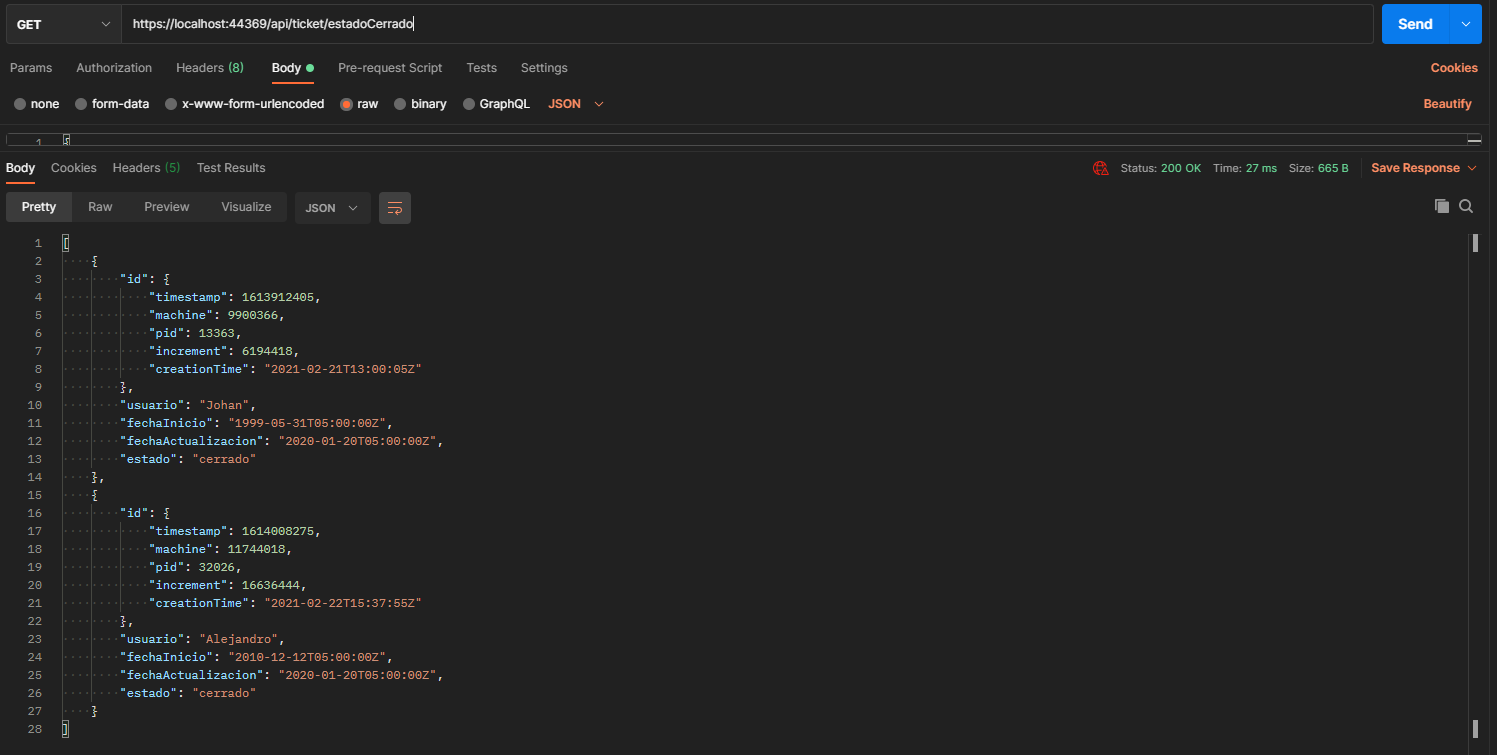 GET https://localhost:44369/api/ticket/estadoCerrado Send
Params Authorization Headers (8) Body Pre-request Script Tests Settings Cookies
none form-data x-www-form-urlencoded raw binary GraphQL JSON Beautify
1 {
Body Cookies Headers (5) Test Results Status: 200 OK Time: 27 ms Size: 665 B Save Response
Pretty Raw Preview Visualize JSON
1 [
2 {
3 "id": {
4 "timestamp": 1613912405,
5 "machine": 9900366,
6 "pid": 13363,
7 "increment": 6194418,
8 "creationTime": "2021-02-21T13:00:05Z"
9 },
10 "usuario": "Johan",
11 "fechaInicio": "1999-05-31T05:00:00Z",
12 "fechaActualizacion": "2020-01-20T05:00:00Z",
13 "estado": "cerrado"
14 },
15 {
16 "id": {
17 "timestamp": 1614008275,
18 "machine": 11744018,
19 "pid": 32026,
20 "increment": 16636444,
21 "creationTime": "2021-02-22T15:37:55Z"
22 },
23 "usuario": "Alejandro",
24 "fechaInicio": "2010-12-12T05:00:00Z",
25 "fechaActualizacion": "2020-01-20T05:00:00Z",
26 "estado": "cerrado"
27 }
28 ]